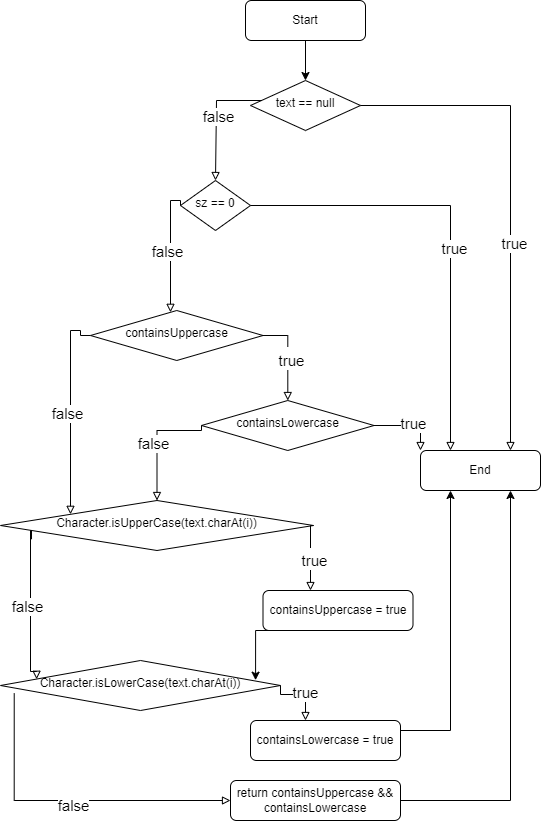 Start
text == null
false
sz == 0
true
true
false
containsUppercase
true
false
containsLowercase
true
false
End
Character.isUpperCase(text.charAt(i))
true
false
containsUppercase = true
Character.isLowerCase(text.charAt(i))
true
containsLowercase = true
return containsUppercase &&
containsLowercase
false